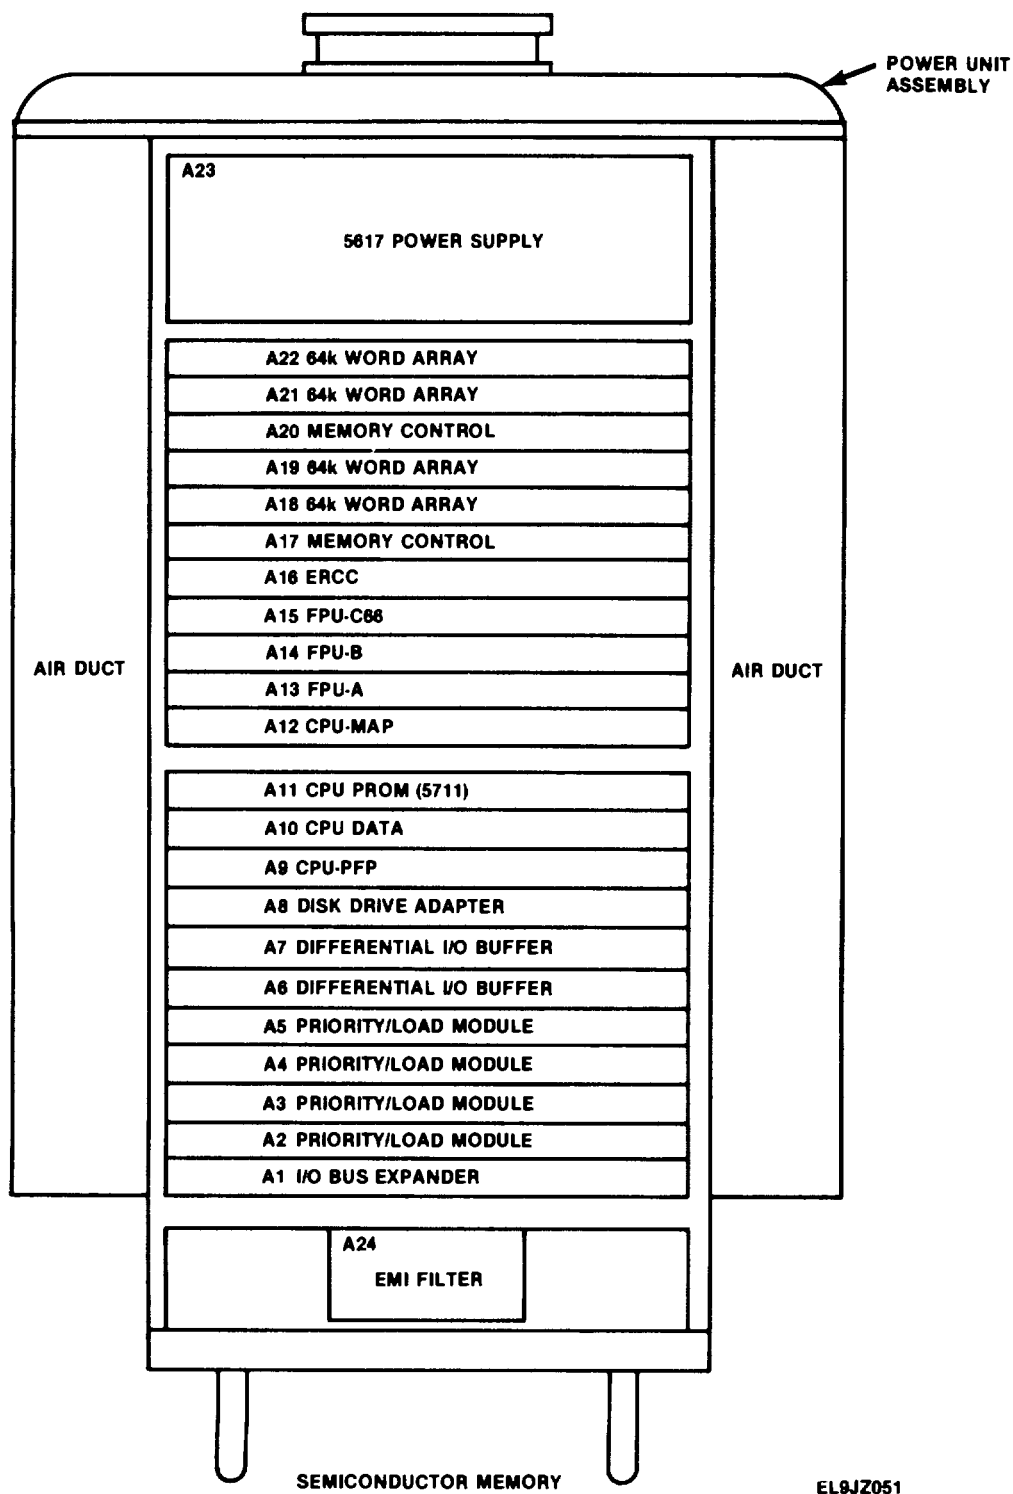 POWER UNIT
ASSEMBLY
A23
5617 POWER SUPPLY
A22 64k WORD ARRAY
A21 64k WORD ARRAY
A20 MEMORY CONTROL
A19 64k WORD ARRAY
A18 64k WORD ARRAY
A17 MEMORY CONTROL
A16 ERCC
A15 FPU-C66
A14 FPU-B
A13 FPU-A
A12 CPU-MAP
AIR DUCT
AIR DUCT
A11 CPU PROM (5711)
A10 CPU DATA
A9 CPU-PFP
A8 DISK DRIVE ADAPTER
A7 DIFFERENTIAL I/O BUFFER
A6 DIFFERENTIAL I/O BUFFER
A5 PRIORITY/LOAD MODULE
A4 PRIORITY/LOAD MODULE
A3 PRIORITY/LOAD MODULE
A2 PRIORITY/LOAD MODULE
A1 I/O BUS EXPANDER
A24
EMI FILTER
SEMICONDUCTOR MEMORY
EL9JZ051